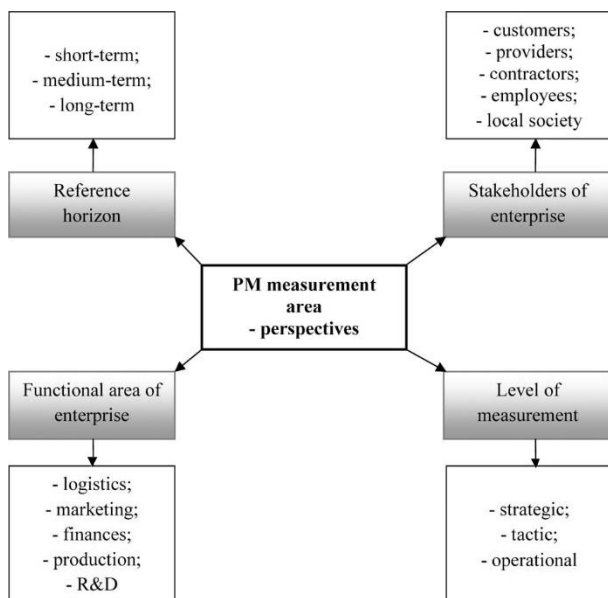 - short-term;
- medium-term;
- long-term
- customers;
- providers;
- contractors;
- employees;
- local society
Reference
horizon
Stakeholders of
enterprise
PM measurement
area
- perspectives
Functional area of
enterprise
Level of
measurement
- logistics;
- marketing;
- finances;
- production;
- R&D
- strategic;
- tactic;
- operational